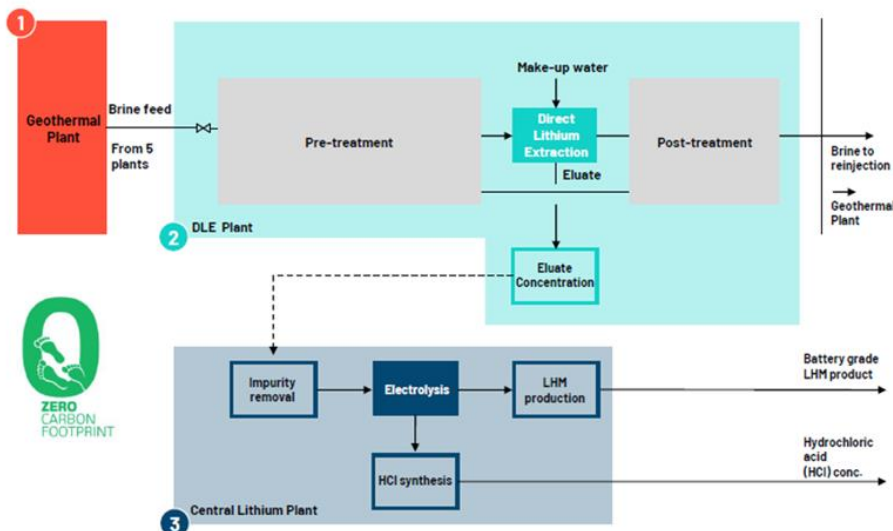 1
Geothermal
Plant
Brine feed
From 5
plants
Pre-treatment
Make-up water
Direct
Lithium
Extraction
Eluate
Post-treatment
Brine to
reinjection
Geothermal
Plant
2
DLE Plant
Eluate
Concentration
ZERO
CARBON
FOOTPRINT
Impurity
removal
Electrolysis
LHM
production
Battery grade
LHM product
HCl synthesis
Hydrochloric
acid
(HCl) conc.
3
Central Lithium Plant